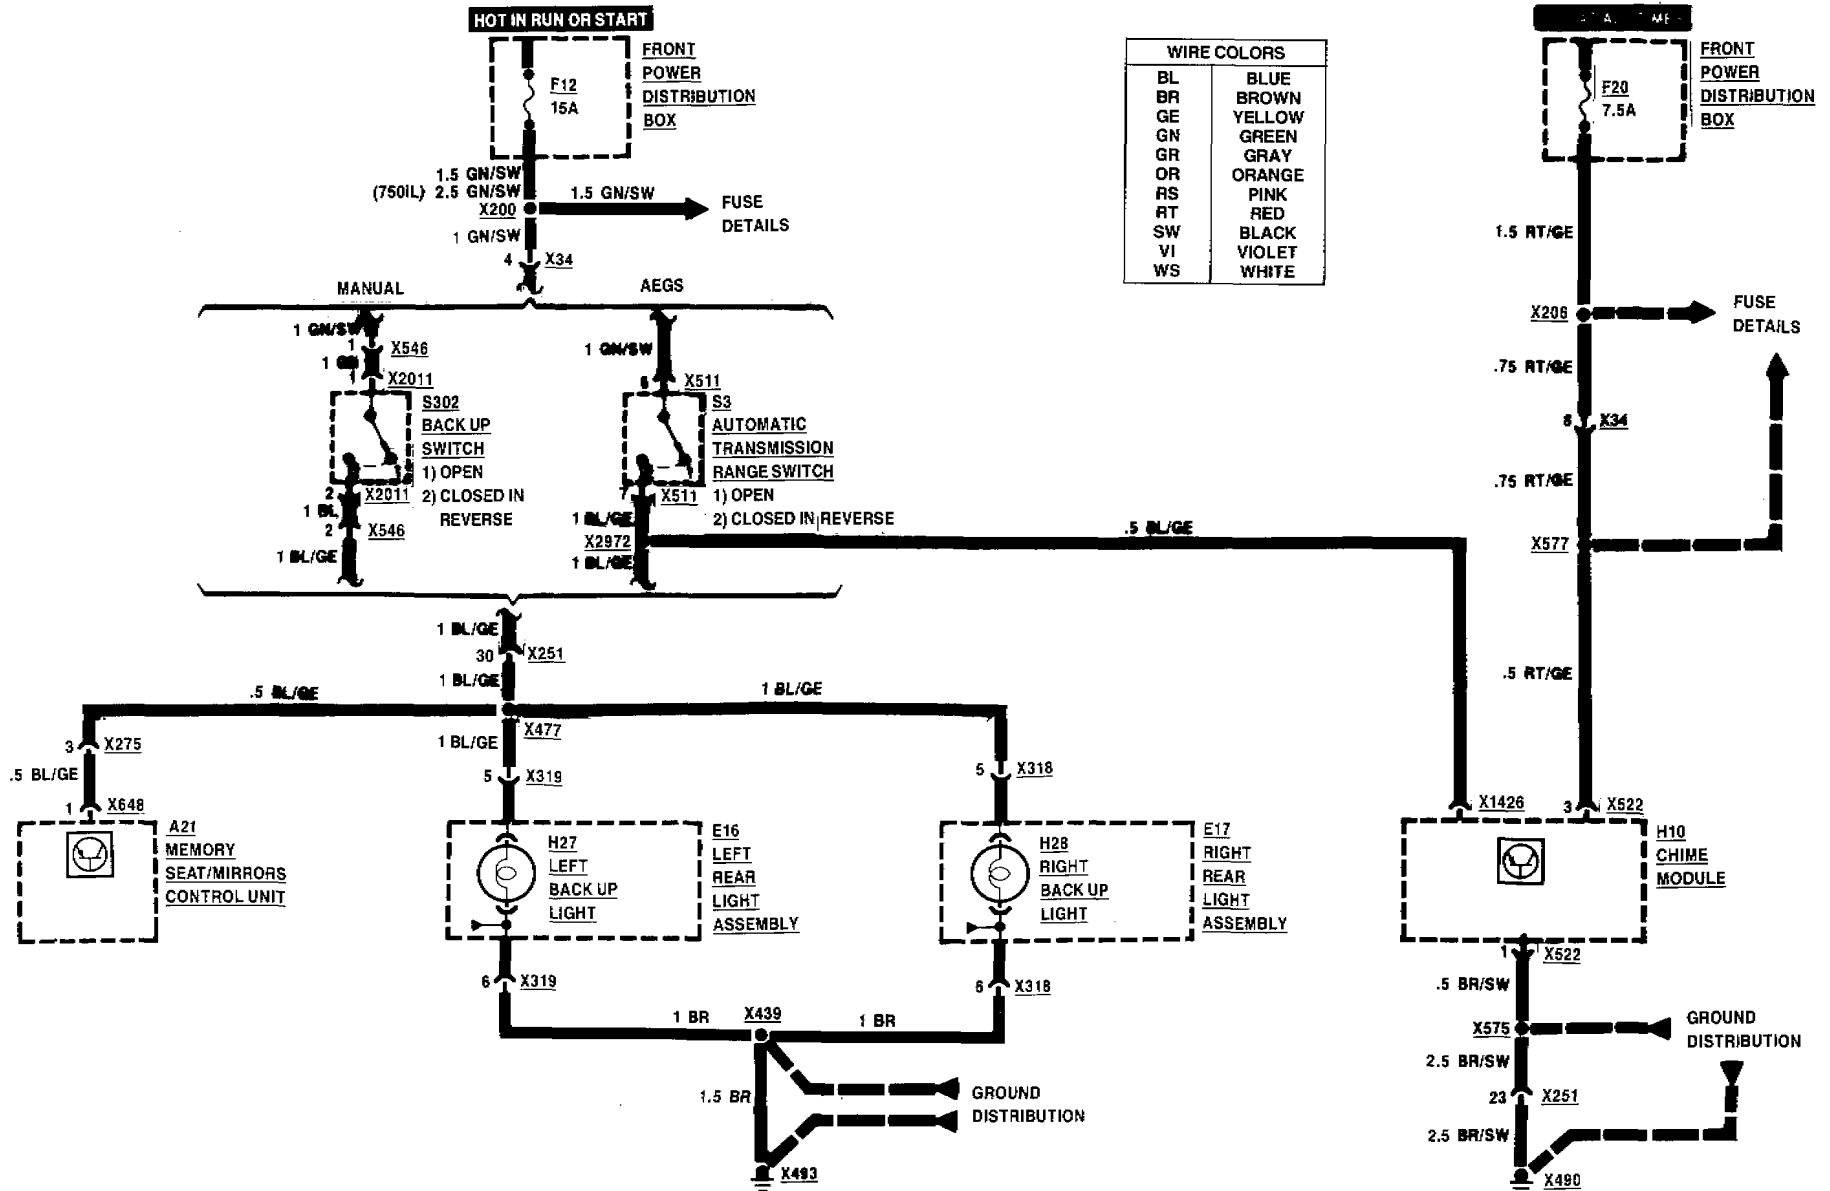 HOT IN RUN OR START
FRONT
POWER
DISTRIBUTION
BOX
F12
15A
1.5 GN/SW
(750iL) 2.5 GN/SW
X200
1.5 GN/SW
FUSE
DETAILS
1 GN/SW
4
X34
MANUAL
AEGS
1 GN/SW
1
X546
1 GN
1
X2011
S302
BACK UP
SWITCH
1) OPEN
2) CLOSED IN
REVERSE
2
X2011
1 BL
2
X546
1 BL/GE
1 GN/SW
X511
S3
AUTOMATIC
TRANSMISSION
RANGE SWITCH
1) OPEN
2) CLOSED IN REVERSE
7
X511
1 BL/GE
X2972
1 BL/GE
.5 BL/GE
WIRE COLORS
BL BLUE
BR BROWN
GE YELLOW
GN GREEN
GR GRAY
OR ORANGE
RS PINK
RT RED
SW BLACK
VI VIOLET
WS WHITE
FRONT
POWER
DISTRIBUTION
BOX
F20
7.5A
1.5 RT/GE
X206
FUSE
DETAILS
.75 RT/GE
6
X34
.75 RT/GE
X577
.5 RT/GE
1 BL/GE
30
X251
1 BL/GE
.5 BL/GE
1 BL/GE
X477
1 BL/GE
3
X275
.5 BL/GE
1
X648
5
X319
5
X318
X1426
3
X522
A21
MEMORY
SEAT/MIRRORS
CONTROL UNIT
H27
LEFT
BACK UP
LIGHT
E16
LEFT
REAR
LIGHT
ASSEMBLY
H28
RIGHT
BACK UP
LIGHT
E17
RIGHT
REAR
LIGHT
ASSEMBLY
H10
CHIME
MODULE
6
X319
6
X318
1 BR
X439
1 BR
1.5 BR
GROUND
DISTRIBUTION
X493
1
X522
.5 BR/SW
X575
GROUND
DISTRIBUTION
2.5 BR/SW
23
X251
2.5 BR/SW
X490